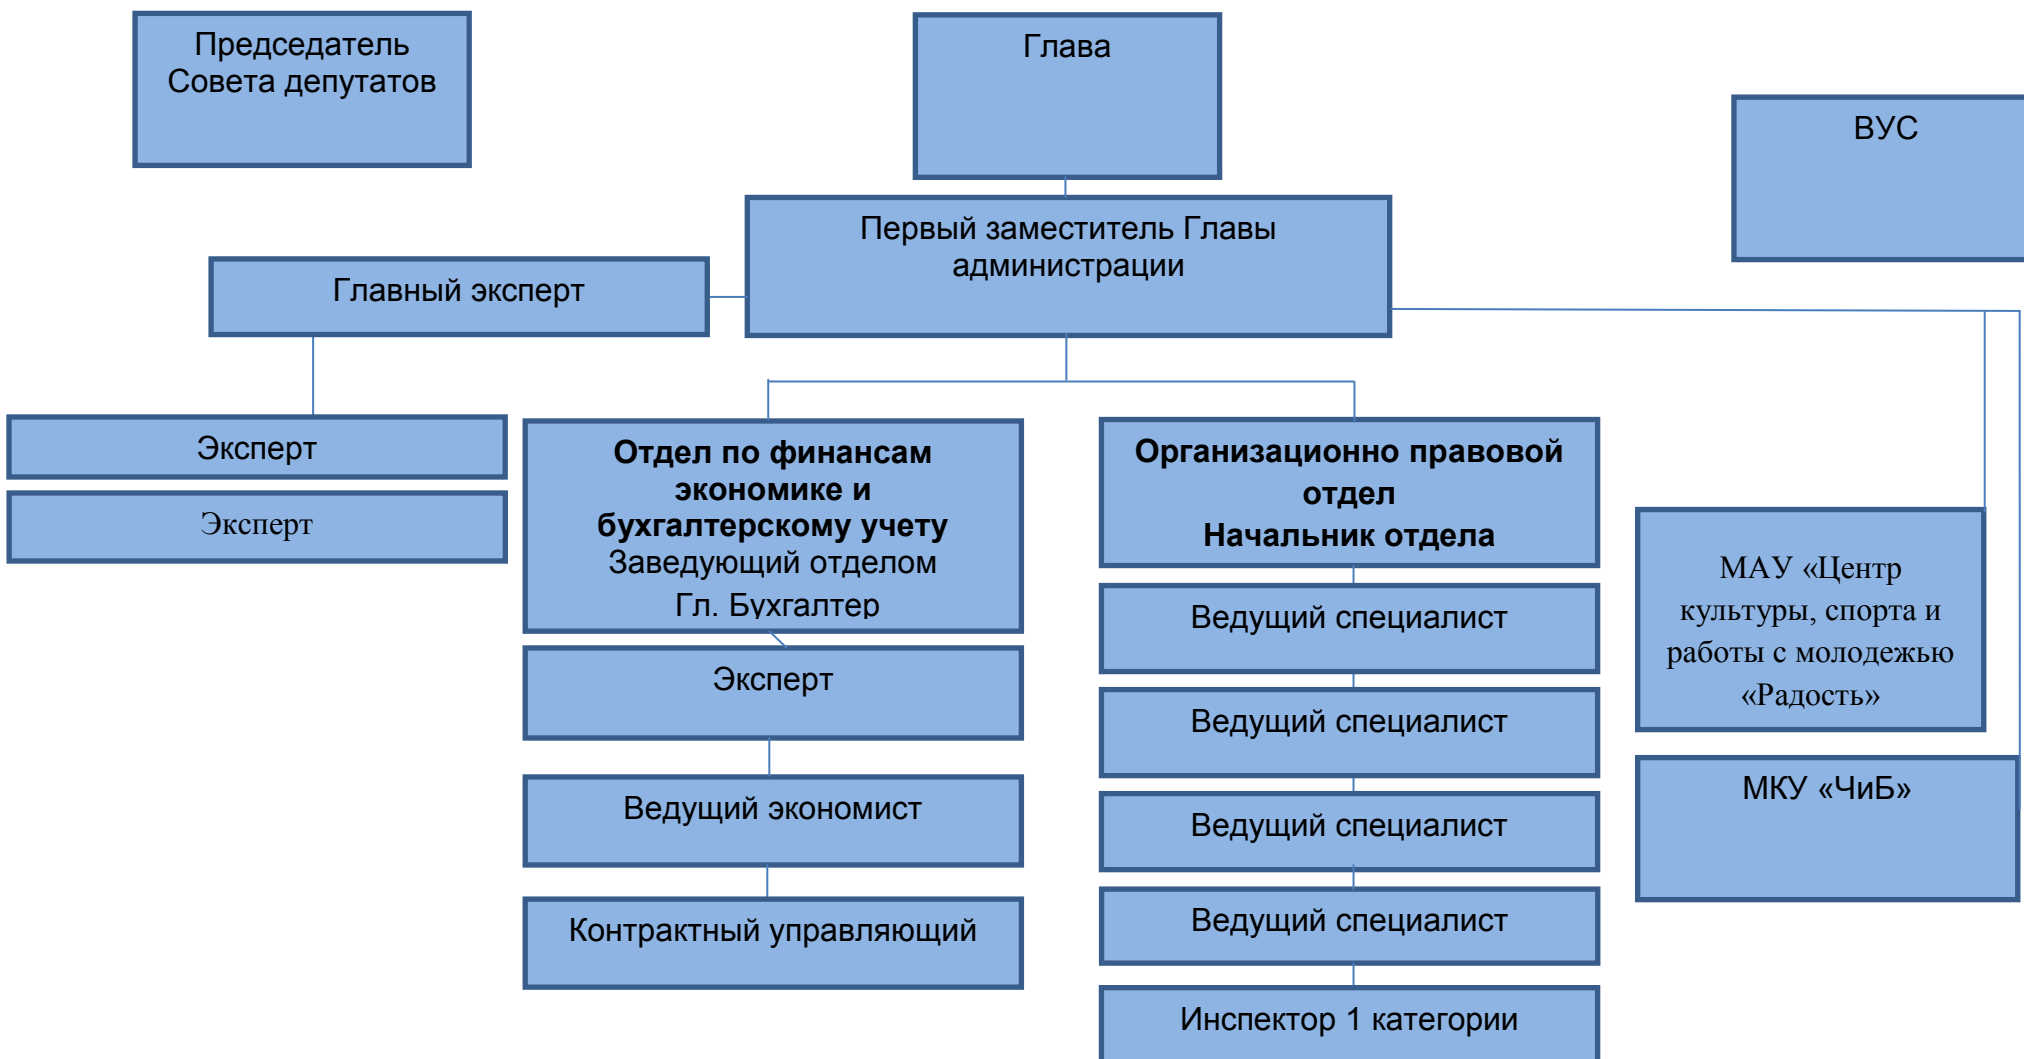 Председатель
Совета депутатов
Глава
ВУС
Первый заместитель Главы
администрации
Главный эксперт
Эксперт
Эксперт
Отдел по финансам
экономике и
бухгалтерскому учету
Заведующий отделом
Гл. Бухгалтер
Эксперт
Ведущий экономист
Контрактный управляющий
Организационно правовой
отдел
Начальник отдела
Ведущий специалист
Ведущий специалист
Ведущий специалист
Ведущий специалист
Инспектор 1 категории
МАУ «Центр
культуры, спорта и
работы с молодежью
«Радость»
МКУ «ЧиБ»